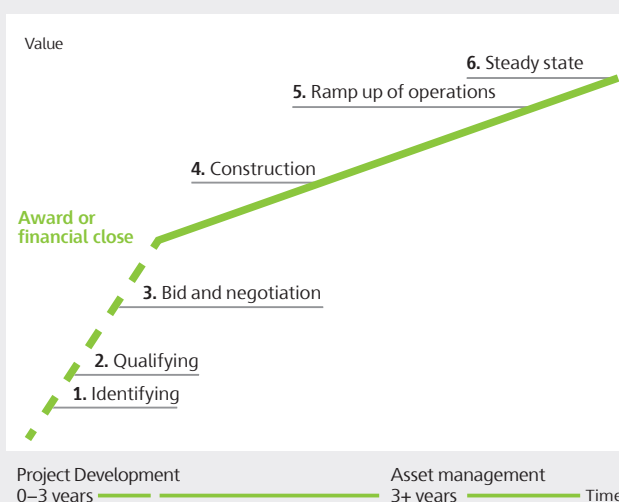 Value
6. Steady state
5. Ramp up of operations
4. Construction
Award or
financial close
3. Bid and negotiation
2. Qualifying
1. Identifying
Project Development
0–3 years
Asset management
3+ years
Time